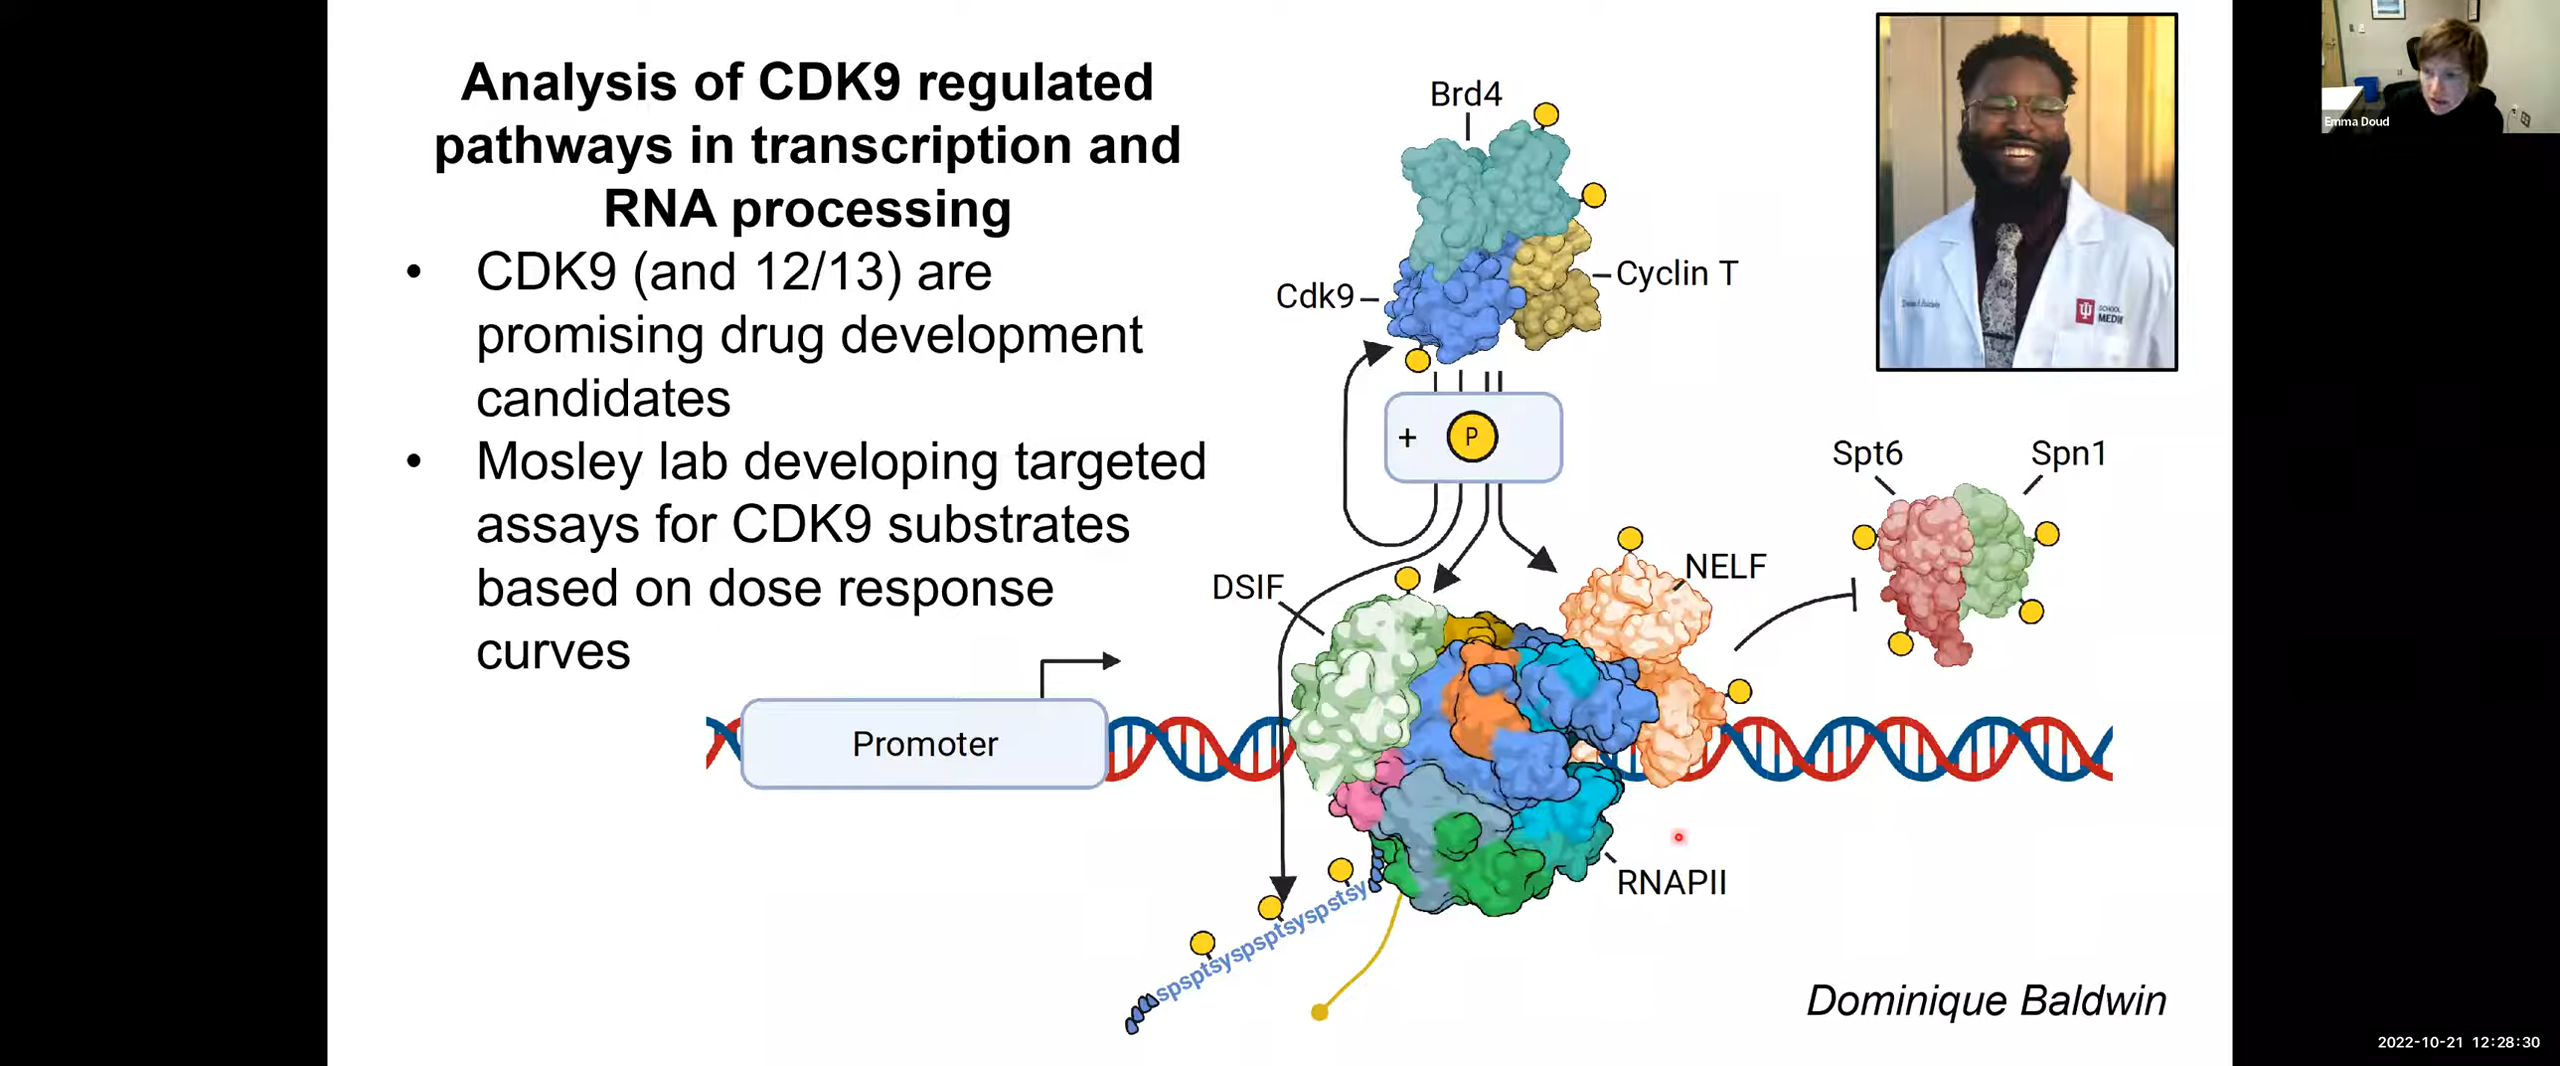 Analysis of CDK9 regulated
pathways in transcription and
RNA processing
• CDK9 (and 12/13) are
promising drug development
candidates
• Mosley lab developing targeted
assays for CDK9 substrates
based on dose response
curves
Brd4
Cdk9
Cyclin T
+ P
Spt6
Spn1
DSIF
NELF
Promoter
RNAPII
spsptsyspsptsyspstsy
Dominique Baldwin
SCHOOL
MEDI
Emma Doud
2022-10-21 12:28:30